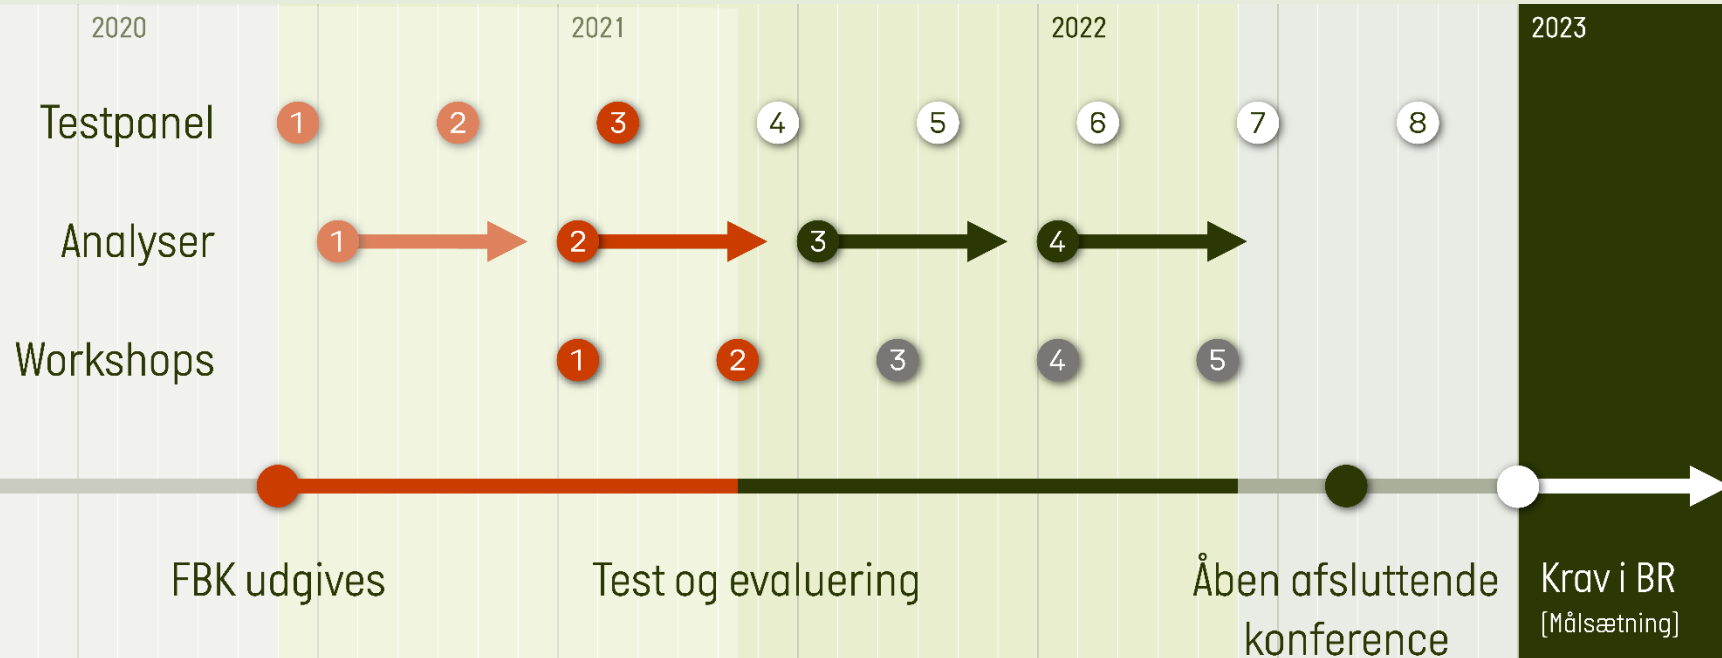 2020
2021
2022
2023
Testpanel
1
2
3
4
5
6
7
8
Analyser
1
2
3
4
Workshops
1
2
3
4
5
FBK udgives
Test og evaluering
Åben afsluttende
konference
Krav i BR
[Målsætning]